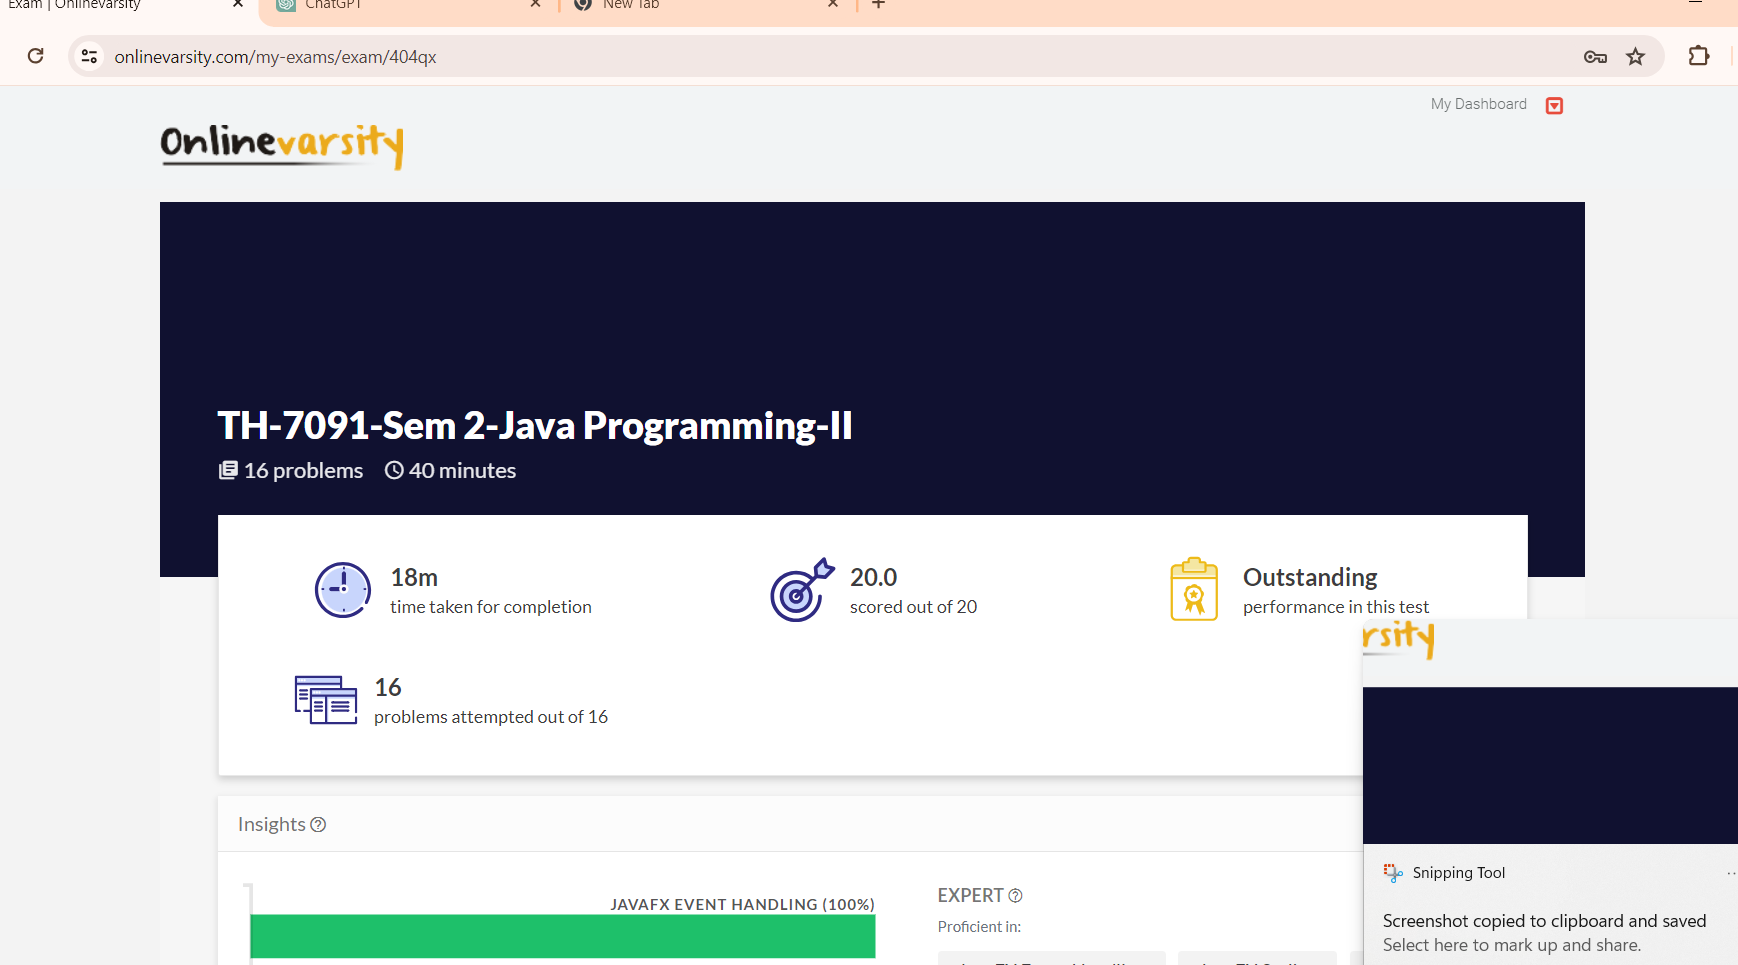 Exam | Onlinevarsity
ChatGPT
New Tab
onlinevarsity.com/my-exams/exam/404qx
My Dashboard
Onlinevarsity
TH-7091-Sem 2-Java Programming-II
16 problems 40 minutes
18m
time taken for completion
20.0
scored out of 20
Outstanding
performance in this test
rsity
16
problems attempted out of 16
Insights
JAVAFX EVENT HANDLING (100%)
EXPERT
Proficient in:
Snipping Tool
Screenshot copied to clipboard and saved
Select here to mark up and share.